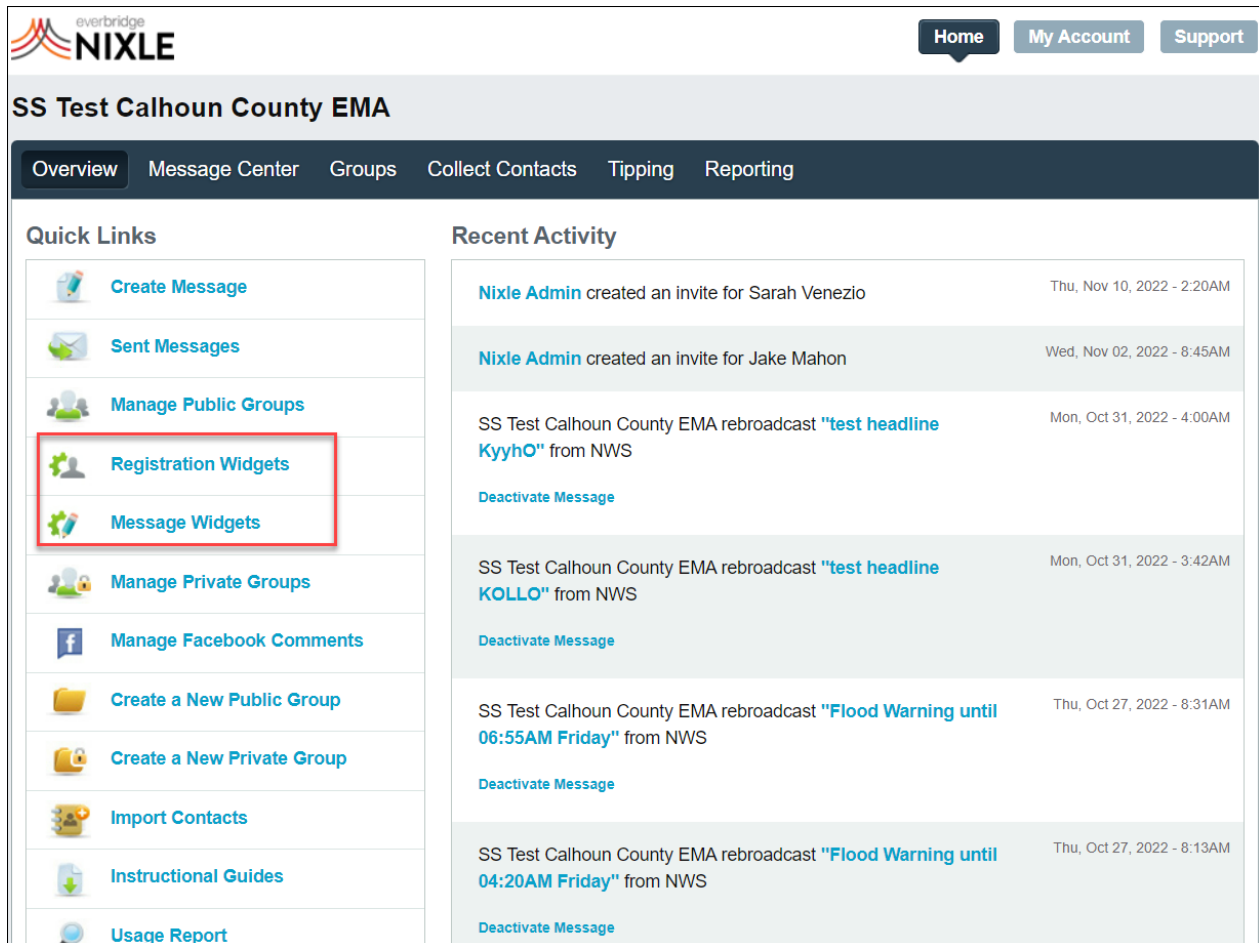 everbridge
NIXLE
Home
My Account
Support
SS Test Calhoun County EMA
Overview
Message Center
Groups
Collect Contacts
Tipping
Reporting
Quick Links
Create Message
Sent Messages
Manage Public Groups
Registration Widgets
Message Widgets
Manage Private Groups
Manage Facebook Comments
Create a New Public Group
Create a New Private Group
Import Contacts
Instructional Guides
Usage Report
Recent Activity
Nixle Admin created an invite for Sarah Venezio
Thu, Nov 10, 2022 - 2:20AM
Nixle Admin created an invite for Jake Mahon
Wed, Nov 02, 2022 - 8:45AM
SS Test Calhoun County EMA rebroadcast "test headline
KyyhO" from NWS
Mon, Oct 31, 2022 - 4:00AM
Deactivate Message
SS Test Calhoun County EMA rebroadcast "test headline
KOLLO" from NWS
Mon, Oct 31, 2022 - 3:42AM
Deactivate Message
SS Test Calhoun County EMA rebroadcast "Flood Warning until
06:55AM Friday" from NWS
Thu, Oct 27, 2022 - 8:31AM
Deactivate Message
SS Test Calhoun County EMA rebroadcast "Flood Warning until
04:20AM Friday" from NWS
Thu, Oct 27, 2022 - 8:13AM
Deactivate Message